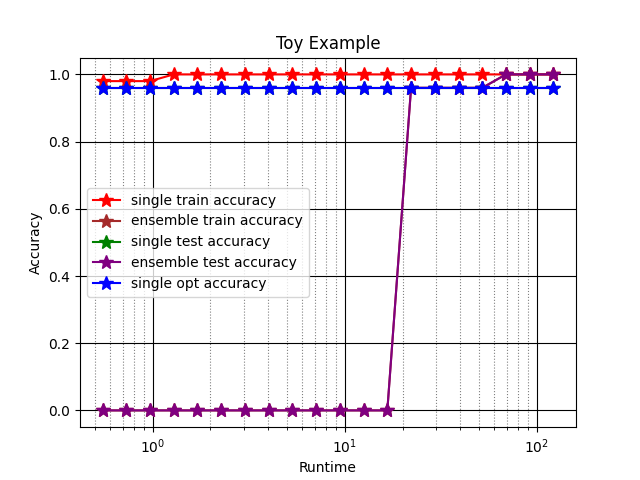 Toy Example
Accuracy
1.0
0.8
0.6
0.4
0.2
0.0
single train accuracy
ensemble train accuracy
single test accuracy
ensemble test accuracy
single opt accuracy
10⁰
10¹
10²
Runtime